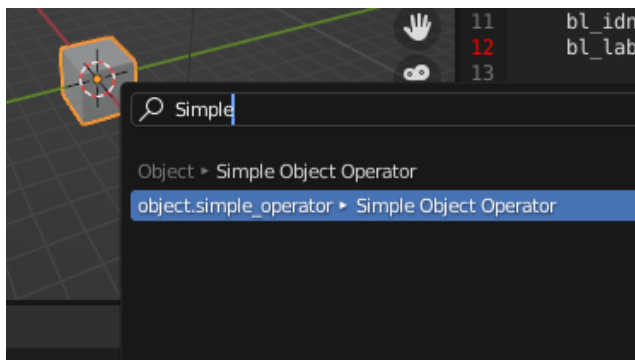 11 bl_idn
12 bl_lab
13
Simple
Object ▸ Simple Object Operator
object.simple_operator ▸ Simple Object Operator